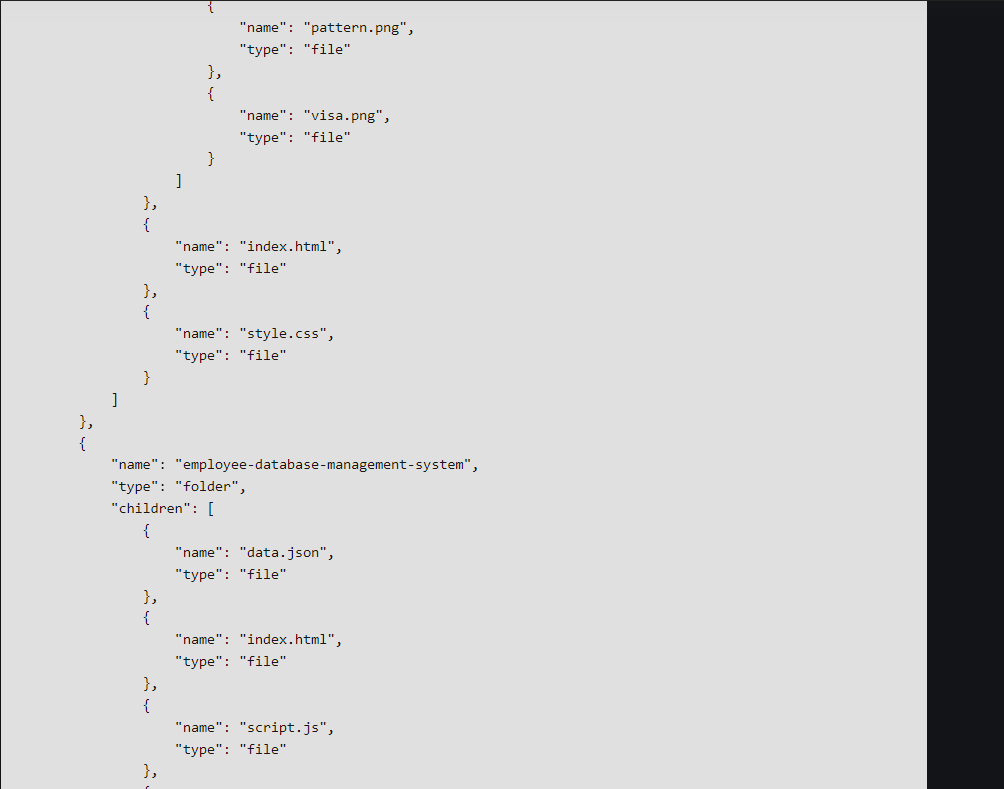 {
"name": "pattern.png",
"type": "file"
},
{
"name": "visa.png",
"type": "file"
}
]
},
{
"name": "index.html",
"type": "file"
},
{
"name": "style.css",
"type": "file"
}
]
},
{
"name": "employee-database-management-system",
"type": "folder",
"children": [
{
"name": "data.json",
"type": "file"
},
{
"name": "index.html",
"type": "file"
},
{
"name": "script.js",
"type": "file"
},
{